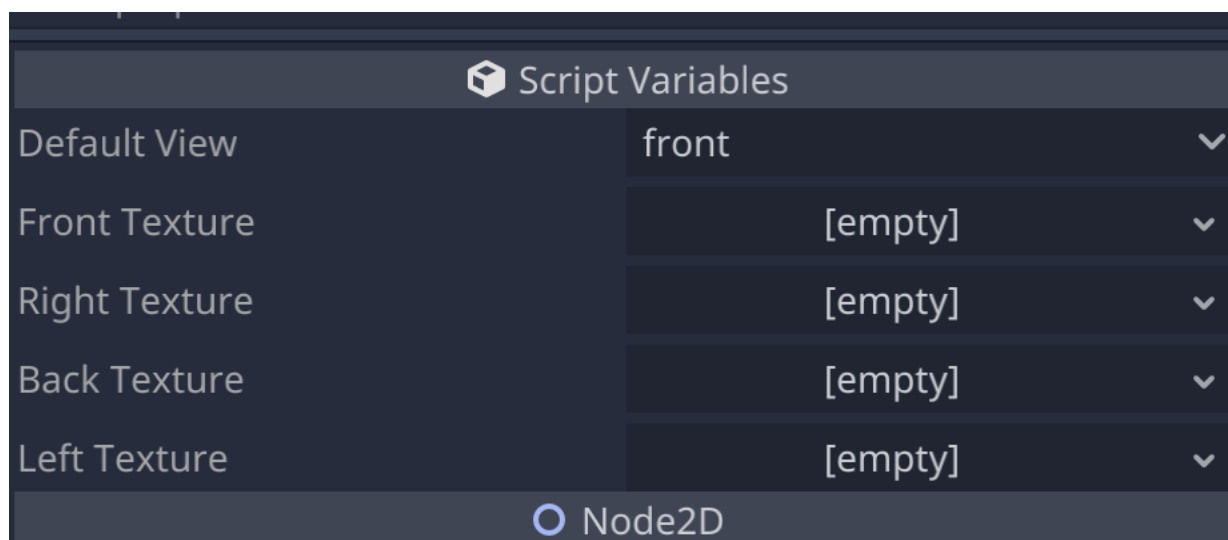 Script Variables
Default View front
Front Texture [empty]
Right Texture [empty]
Back Texture [empty]
Left Texture [empty]
Node2D